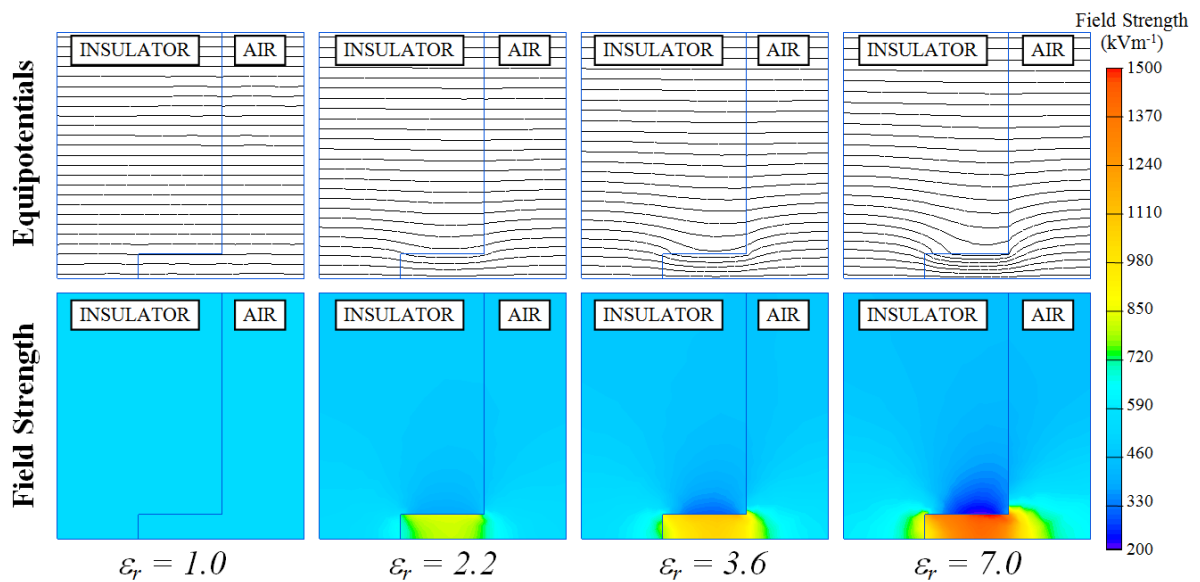 Field Strength
(kVm-1)
Equipotentials
INSULATOR AIR INSULATOR AIR INSULATOR AIR INSULATOR AIR
1500
1370
1240
1110
980
850
720
590
460
330
200
Field Strength
INSULATOR AIR INSULATOR AIR INSULATOR AIR INSULATOR AIR
εr = 1.0 εr = 2.2 εr = 3.6 εr = 7.0